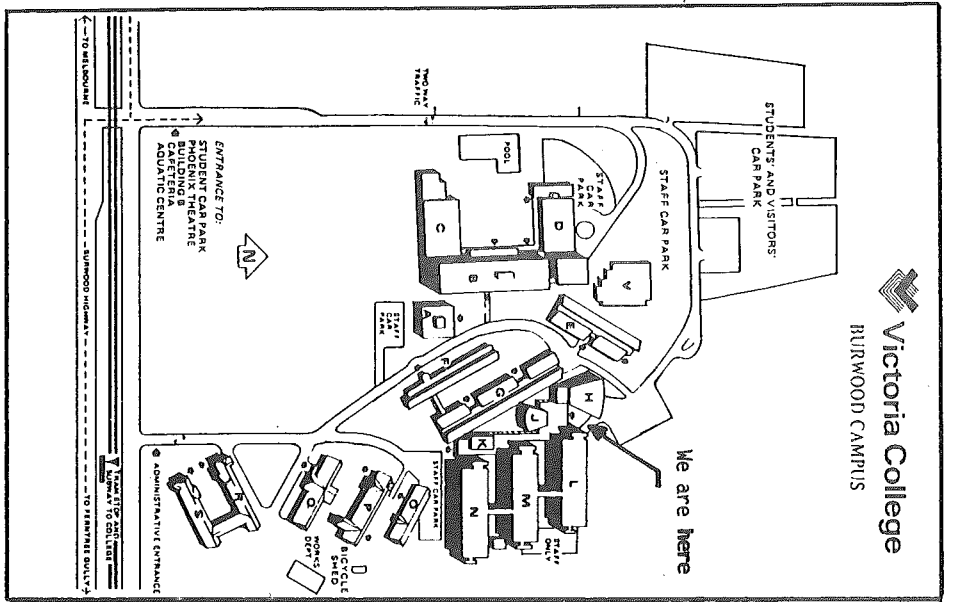 Victoria College
BURWOOD CAMPUS
STUDENTS' AND VISITORS'
CAR PARK
STAFF CAR PARK
STAFF
CAR
PARK
TWO WAY
TRAFFIC
POOL
D
C
B
V
E
A
STAFF
CAR
PARK
We are here
H
J
F
G
K
L
M
N
STAFF
ONLY
STAFF CAR PARK
O
P
Q
R
S
BICYCLE
SHED
WORKS
DEPT
ENTRANCE TO:
STUDENT CAR PARK
PHOENIX THEATRE
BUILDING B
CAFETERIA
AQUATIC CENTRE
N
ADMINISTRATIVE ENTRANCE
TRAM STOP AND
SUBWAY TO COLLEGE
TO MELBOURNE
BURWOOD HIGHWAY
TO FERNTREE GULLY